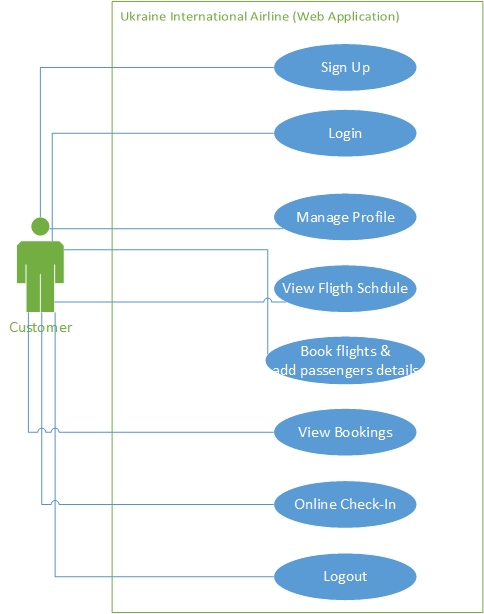 Ukraine International Airline (Web Application)
Sign Up
Login
Manage Profile
View Fligth Schdule
Customer
Book flights &
add passengers details
View Bookings
Online Check-In
Logout